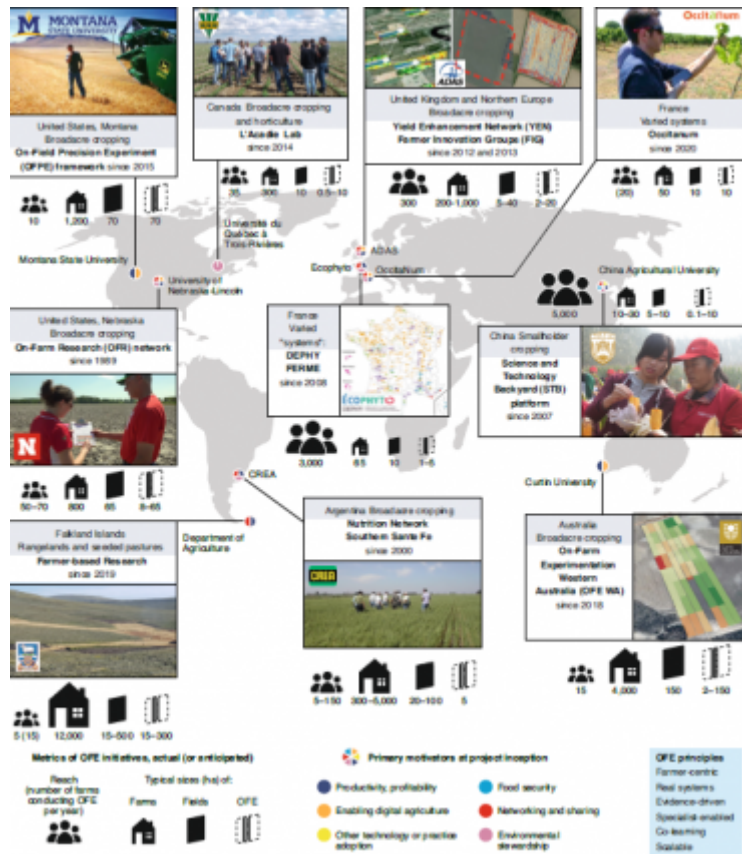 MONTANA
STATE UNIVERSITY
United States, Montana
Broadacre cropping
On-Field Precision Experiment
(OFPE) framework since 2015
10
1,200
70
70
Canada Broadacre cropping
and horticulture
L'Acadie Lab
since 2014
35
300
10
0.5–10
ADAS
United Kingdom and Northern Europe
Broadacre cropping
Yield Enhancement Network (YEN)
Farmer Innovation Groups (FIG)
since 2012 and 2013
300
200–1,000
5–40
2–20
Occitanum
France
Varied systems
Occitanum
since 2020
(20)
50
10
10
Université du
Québec à
Trois-Rivières
Montana State University
University of
Nebraska-Lincoln
ADAS
Ecophyto
Occitanum
China Agricultural University
5,000
10–30
5–10
0.1–10
United States, Nebraska
Broadacre cropping
On-Farm Research (OFR) network
since 1989
N
50–70
800
65
8–65
France
Varied
"systems":
DEPHY
FERME
since 2008
ÉCOPHYTO
3,000
65
10
1–5
China Smallholder
cropping
Science and
Technology
Backyard (STB)
platform
since 2007
CREA
Curtin University
Department of
Agriculture
Falkland Islands
Rangelands and seeded pastures
Farmer-based Research
since 2019
5 (15)
12,000
15–500
15–300
Argentina Broadacre cropping
Nutrition Network
Southern Santa Fe
since 2000
CREA
5–150
300–5,000
20–100
5
Australia
Broadacre cropping
On-Farm
Experimentation
Western
Australia (OFE WA)
since 2018
15
4,000
150
2–150
Metrics of OFE initiatives, actual (or anticipated)
Reach
(number of farms
conducting OFE
per year)
Typical sizes (ha) of:
Farms
Fields
OFE
Primary motivators at project inception
Productivity, profitability
Enabling digital agriculture
Other technology or practice
adoption
Food security
Networking and sharing
Environmental
stewardship
OFE principles
Farmer-centric
Real systems
Evidence-driven
Specialist-enabled
Co-learning
Scalable